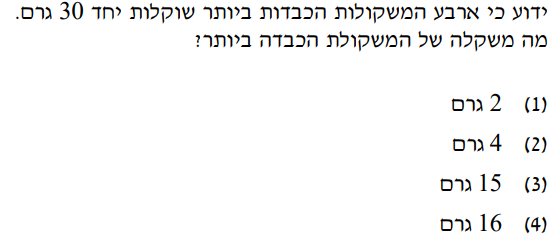 ידוע כי ארבע המשקולות הכבדות ביותר שוקלות יחד 30 גרם.
מה משקלה של המשקולת הכבדה ביותר?
(1) 2 גרם
(2) 4 גרם
(3) 15 גרם
(4) 16 גרם